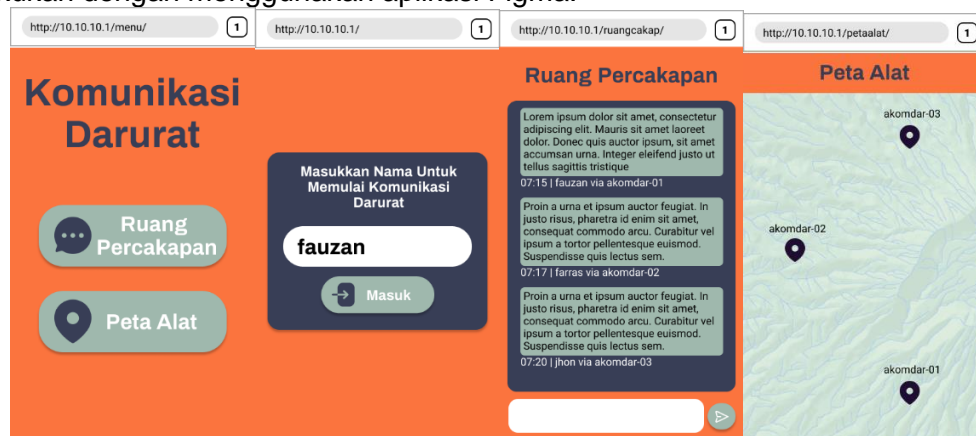 dengan menggunakan aplikasi Figma.
http://10.10.10.1/menu/
1
Komunikasi
Darurat
Ruang
Percakapan
Peta Alat
http://10.10.10.1/
1
Masukkan Nama Untuk
Memulai Komunikasi
Darurat
fauzan
Masuk
http://10.10.10.1/ruangcakap/
1
Ruang Percakapan
Lorem ipsum dolor sit amet, consectetur
adipiscing elit. Mauris sit amet laoreet
dolor. Donec quis auctor ipsum, sit amet
accumsan urna. Integer eleifend justo ut
tellus sagittis tristique
07:15 | fauzan via akomdar-01
Proin a urna et ipsum auctor feugiat. In
justo risus, pharetra id enim sit amet,
consequat commodo arcu. Curabitur vel
ipsum a tortor pellentesque euismod.
Suspendisse quis lectus sem.
07:17 | farras via akomdar-02
Proin a urna et ipsum auctor feugiat. In
justo risus, pharetra id enim sit amet,
consequat commodo arcu. Curabitur vel
ipsum a tortor pellentesque euismod.
Suspendisse quis lectus sem.
07:20 | jhon via akomdar-03
http://10.10.10.1/petaalat/
1
Peta Alat
akomdar-03
akomdar-02
akomdar-01